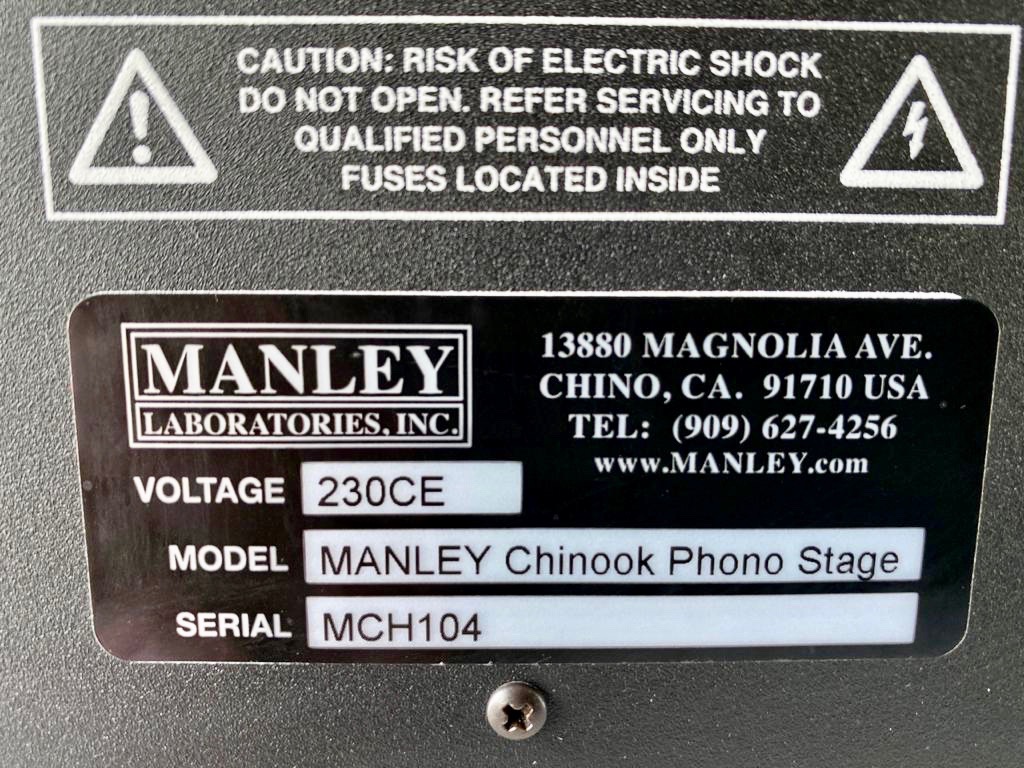 CAUTION: RISK OF ELECTRIC SHOCK
DO NOT OPEN. REFER SERVICING TO
QUALIFIED PERSONNEL ONLY
FUSES LOCATED INSIDE
MANLEY
LABORATORIES, INC.
13880 MAGNOLIA AVE.
CHINO, CA. 91710 USA
TEL: (909) 627-4256
www.MANLEY.com
VOLTAGE 230CE
MODEL MANLEY Chinook Phono Stage
SERIAL MCH104